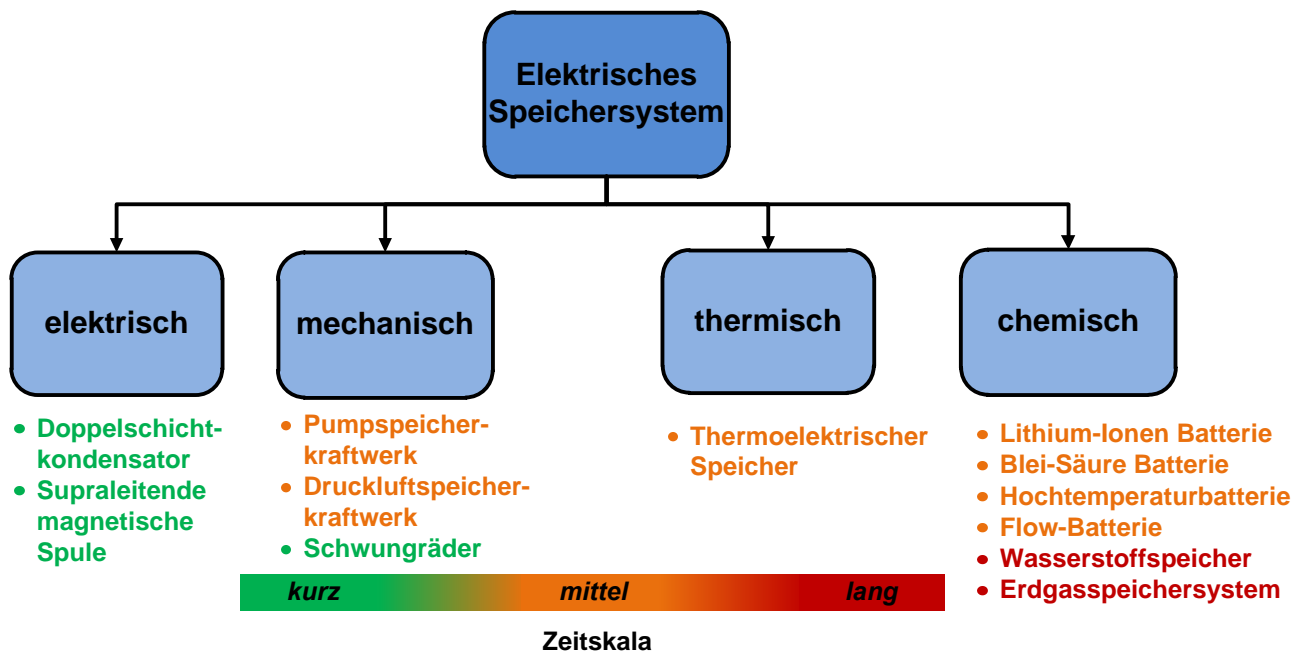 Elektrisches
Speichersystem
elektrisch
mechanisch
thermisch
chemisch
• Doppelschicht-
kondensator
• Supraleitende
magnetische
Spule
• Pumpspeicher-
kraftwerk
• Druckluftspeicher-
kraftwerk
• Schwungräder
• Thermoelektrischer
Speicher
• Lithium-Ionen Batterie
• Blei-Säure Batterie
• Hochtemperaturbatterie
• Flow-Batterie
• Wasserstoffspeicher
• Erdgasspeichersystem
kurz mittel lang
Zeitskala